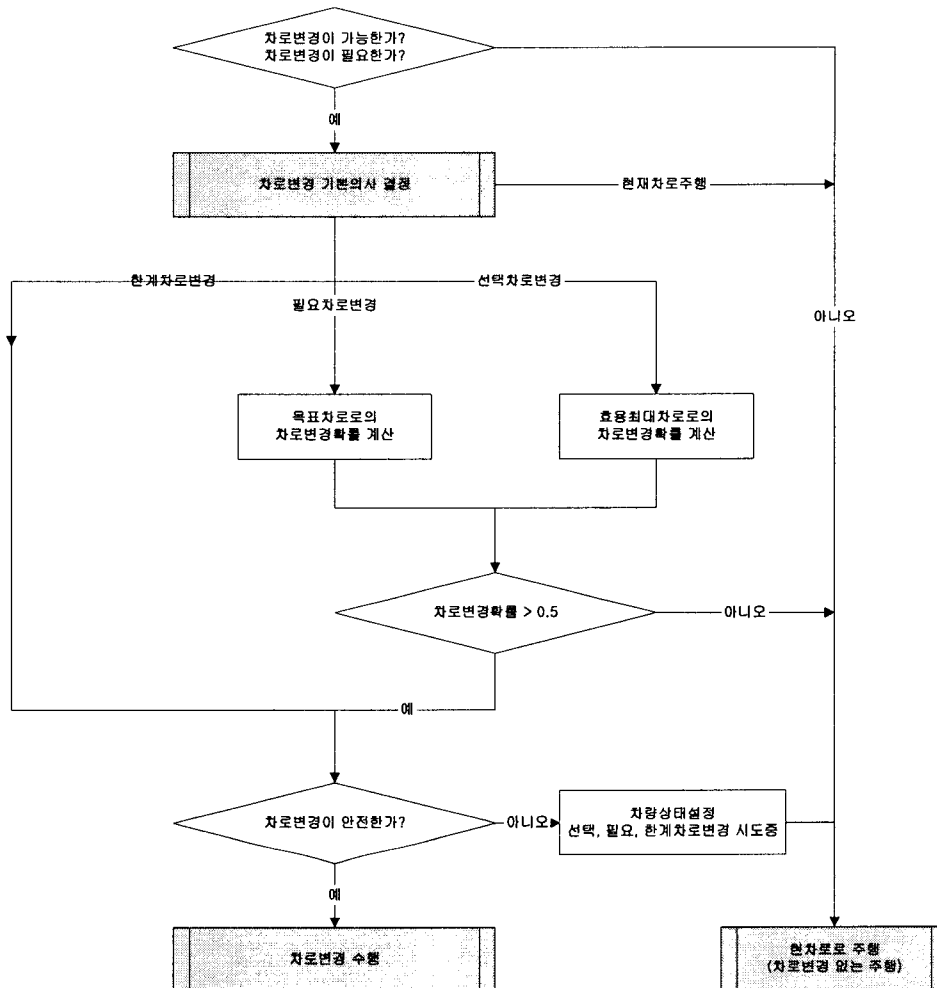 차로변경이 가능한가?
차로변경이 필요한가?
예
차로변경 기본의사 결정
현재차로주행
한계차로변경
선택차로변경
필요차로변경
아니오
목표차로로의
차로변경확률 계산
효용최대차로로의
차로변경확률 계산
차로변경확률 > 0.5
아니오
예
차로변경이 안전한가?
아니오
차량상태설정
선택, 필요, 한계차로변경 시도중
예
차로변경 수행
현차로로 주행
(차로변경 없는 주행)